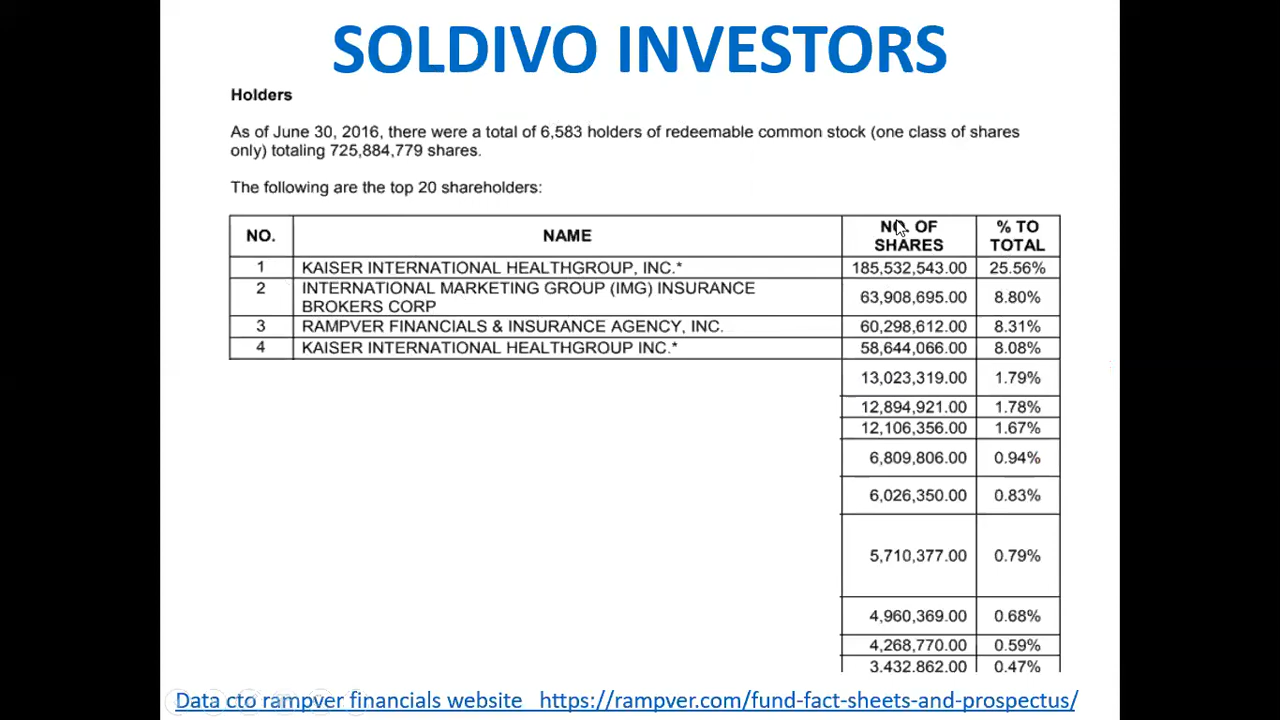 SOLDIVO INVESTORS
Holders
As of June 30, 2016, there were a total of 6,583 holders of redeemable common stock (one class of shares
only) totaling 725,884,779 shares.
The following are the top 20 shareholders:
NO. NAME NO. OF SHARES % TO TOTAL
1 KAISER INTERNATIONAL HEALTHGROUP, INC.* 185,532,543.00 25.56%
2 INTERNATIONAL MARKETING GROUP (IMG) INSURANCE
BROKERS CORP 63,908,695.00 8.80%
3 RAMPVER FINANCIALS & INSURANCE AGENCY, INC. 60,298,612.00 8.31%
4 KAISER INTERNATIONAL HEALTHGROUP INC.* 58,644,066.00 8.08%
13,023,319.00 1.79%
12,894,921.00 1.78%
12,106,356.00 1.67%
6,809,806.00 0.94%
6,026,350.00 0.83%
5,710,377.00 0.79%
4,960,369.00 0.68%
4,268,770.00 0.59%
3,432,862.00 0.47%
Data cto rampver financials website https://rampver.com/fund-fact-sheets-and-prospectus/